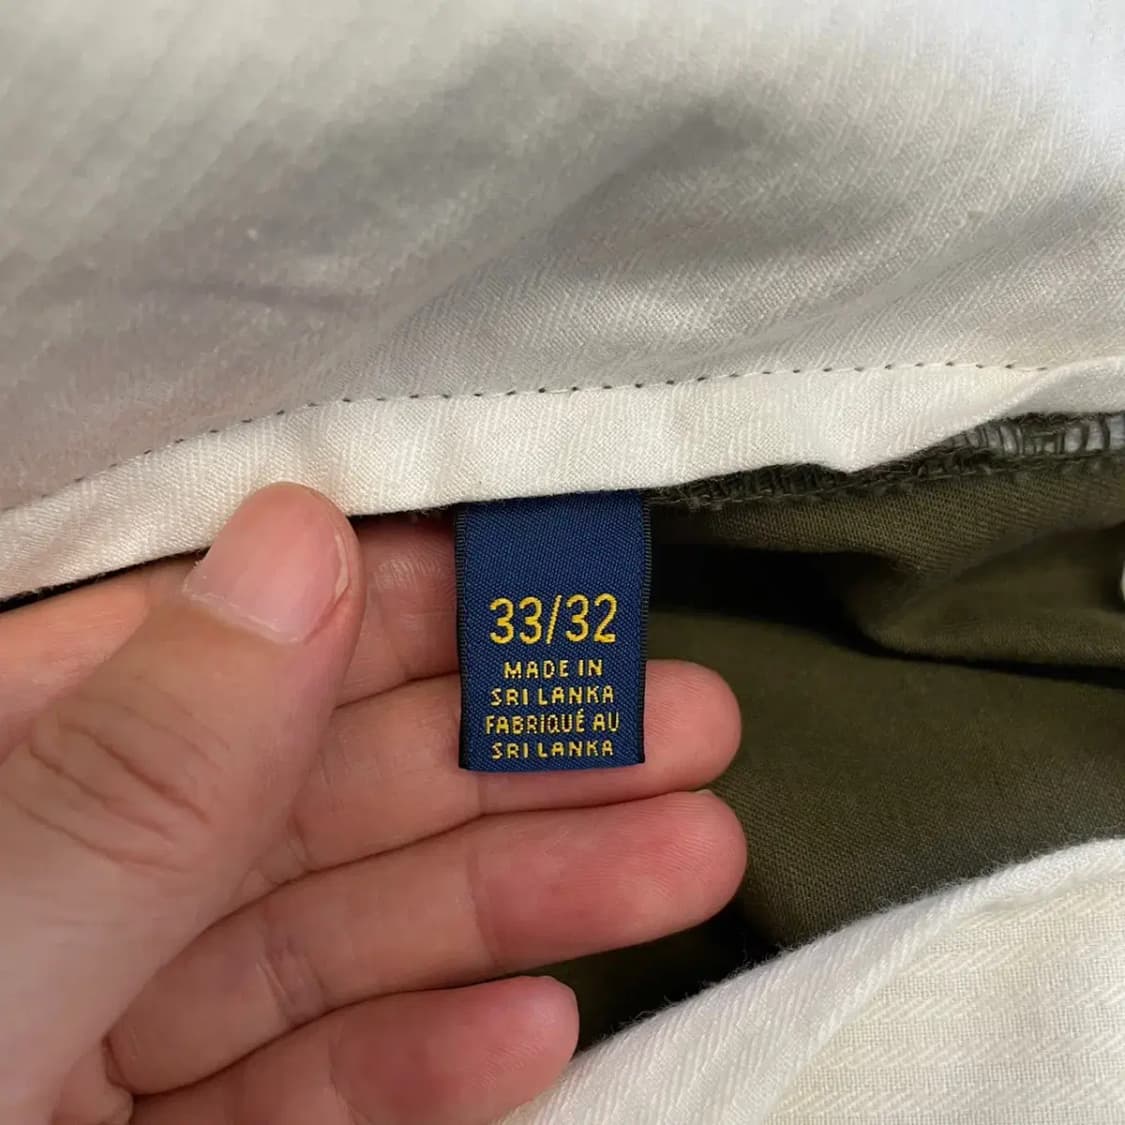 33/32
MADE IN
SRI LANKA
FABRIQUÉ AU
SRI LANKA